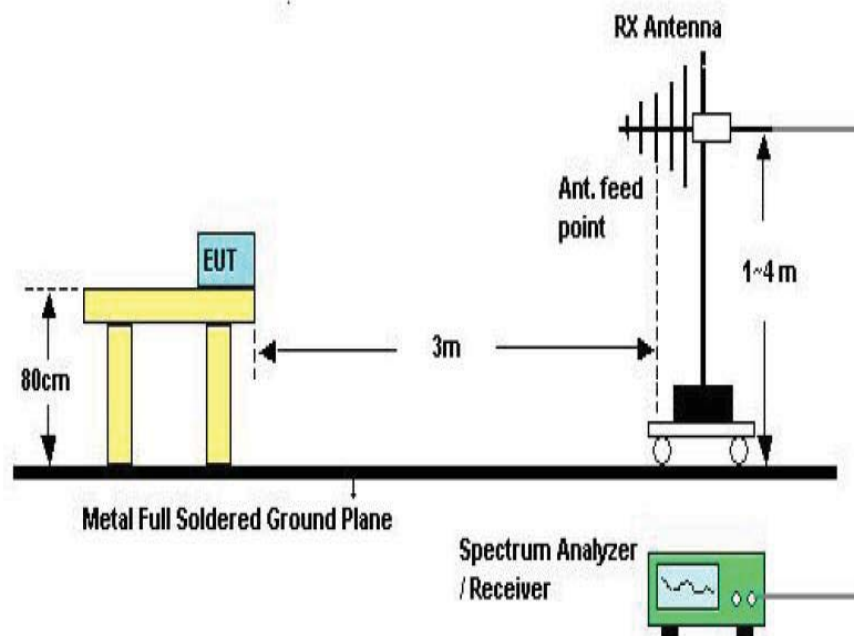 RX Antenna
Ant. feed
point
EUT
1~4 m
3m
80cm
Metal Full Soldered Ground Plane
Spectrum Analyzer
/ Receiver